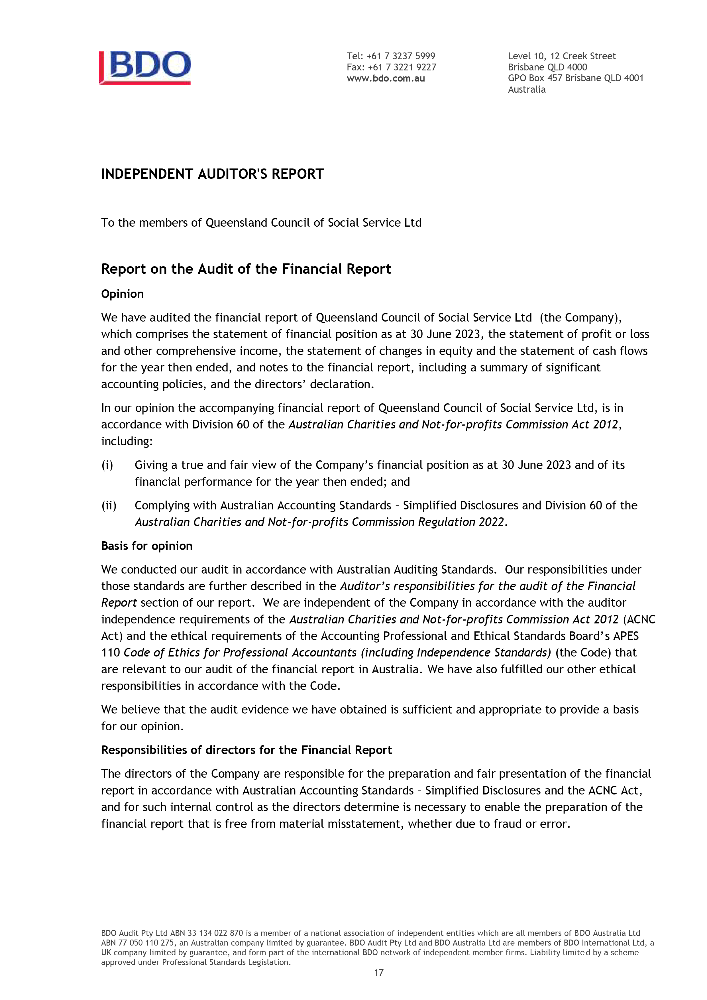 BDO
Tel: +61 7 3237 5999
Fax: +61 7 3221 9227
www.bdo.com.au
Level 10, 12 Creek Street
Brisbane QLD 4000
GPO Box 457 Brisbane QLD 4001
Australia
INDEPENDENT AUDITOR'S REPORT
To the members of Queensland Council of Social Service Ltd
Report on the Audit of the Financial Report
Opinion
We have audited the financial report of Queensland Council of Social Service Ltd (the Company),
which comprises the statement of financial position as at 30 June 2023, the statement of profit or loss
and other comprehensive income, the statement of changes in equity and the statement of cash flows
for the year then ended, and notes to the financial report, including a summary of significant
accounting policies, and the directors’ declaration.
In our opinion the accompanying financial report of Queensland Council of Social Service Ltd, is in
accordance with Division 60 of the Australian Charities and Not-for-profits Commission Act 2012,
including:
(i) Giving a true and fair view of the Company’s financial position as at 30 June 2023 and of its
financial performance for the year then ended; and
(ii) Complying with Australian Accounting Standards – Simplified Disclosures and Division 60 of the
Australian Charities and Not-for-profits Commission Regulation 2022.
Basis for opinion
We conducted our audit in accordance with Australian Auditing Standards. Our responsibilities under
those standards are further described in the Auditor’s responsibilities for the audit of the Financial
Report section of our report. We are independent of the Company in accordance with the auditor
independence requirements of the Australian Charities and Not-for-profits Commission Act 2012 (ACNC
Act) and the ethical requirements of the Accounting Professional and Ethical Standards Board’s APES
110 Code of Ethics for Professional Accountants (including Independence Standards) (the Code) that
are relevant to our audit of the financial report in Australia. We have also fulfilled our other ethical
responsibilities in accordance with the Code.
We believe that the audit evidence we have obtained is sufficient and appropriate to provide a basis
for our opinion.
Responsibilities of directors for the Financial Report
The directors of the Company are responsible for the preparation and fair presentation of the financial
report in accordance with Australian Accounting Standards – Simplified Disclosures and the ACNC Act,
and for such internal control as the directors determine is necessary to enable the preparation of the
financial report that is free from material misstatement, whether due to fraud or error.
BDO Audit Pty Ltd ABN 33 134 022 870 is a member of a national association of independent entities which are all members of BDO Australia Ltd
ABN 77 050 110 275, an Australian company limited by guarantee. BDO Audit Pty Ltd and BDO Australia Ltd are members of BDO International Ltd, a
UK company limited by guarantee, and form part of the international BDO network of independent member firms. Liability limited by a scheme
approved under Professional Standards Legislation.
17